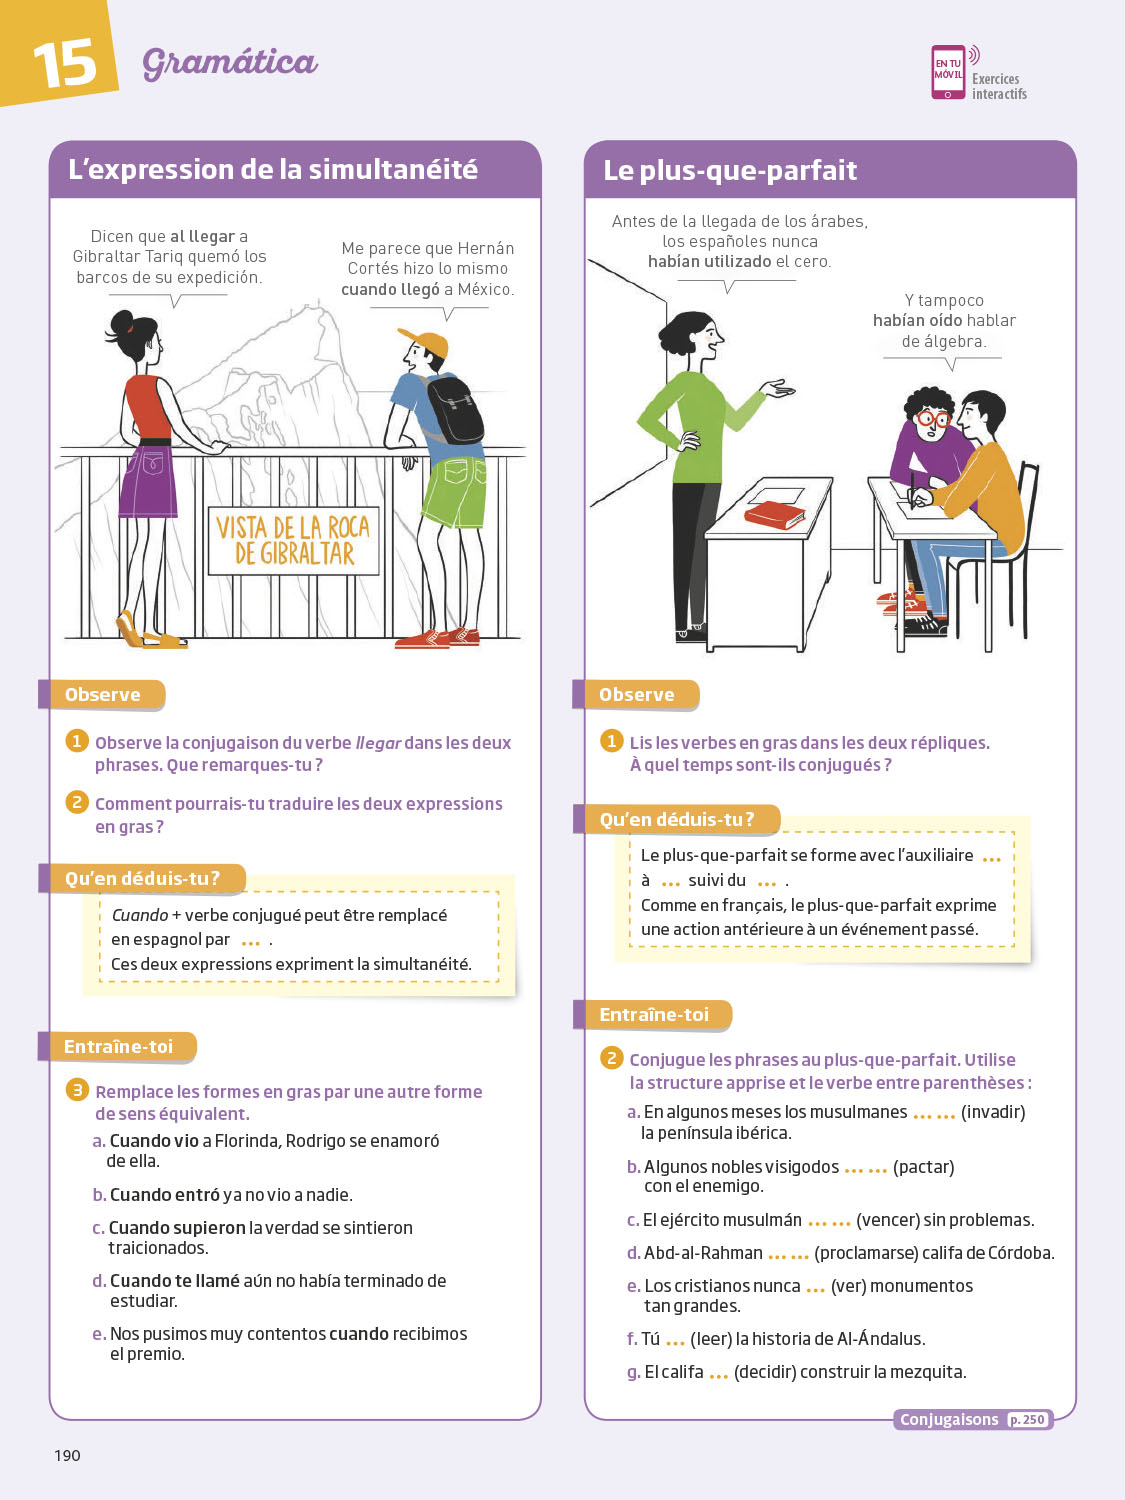 15
Gramática
EN TU
MÓVIL
Exercices
interactifs
L'expression de la simultanéité
Dicen que al llegar a
Gibraltar Tariq quemó los
barcos de su expedición.
Me parece que Hernán
Cortés hizo lo mismo
cuando llegó a México.
VISTA DE LA ROCA
DE GIBRALTAR
Observe
1 Observe la conjugaison du verbe llegar dans les deux
phrases. Que remarques-tu ?
2 Comment pourrais-tu traduire les deux expressions
en gras ?
Qu'en déduis-tu ?
Cuando + verbe conjugué peut être remplacé
en espagnol par ... .
Ces deux expressions expriment la simultanéité.
Entraîne-toi
3 Remplace les formes en gras par une autre forme
de sens équivalent.
a. Cuando vio a Florinda, Rodrigo se enamoró
de ella.
b. Cuando entró ya no vio a nadie.
c. Cuando supieron la verdad se sintieron
traicionados.
d. Cuando te llamé aún no había terminado de
estudiar.
e. Nos pusimos muy contentos cuando recibimos
el premio.
Le plus-que-parfait
Antes de la llegada de los árabes,
los españoles nunca
habían utilizado el cero.
Y tampoco
habían oído hablar
de álgebra.
Observe
1 Lis les verbes en gras dans les deux répliques.
À quel temps sont-ils conjugués ?
Qu'en déduis-tu ?
Le plus-que-parfait se forme avec l'auxiliaire ...
à ... suivi du ... .
Comme en français, le plus-que-parfait exprime
une action antérieure à un événement passé.
Entraîne-toi
2 Conjugue les phrases au plus-que-parfait. Utilise
la structure apprise et le verbe entre parenthèses :
a. En algunos meses los musulmanes ... ... (invadir)
la península ibérica.
b. Algunos nobles visigodos ... ... (pactar)
con el enemigo.
c. El ejército musulmán ... ... (vencer) sin problemas.
d. Abd-al-Rahman ... ... (proclamarse) califa de Córdoba.
e. Los cristianos nunca ... (ver) monumentos
tan grandes.
f. Tú ... (leer) la historia de Al-Ándalus.
g. El califa ... (decidir) construir la mezquita.
Conjugaisons p. 250
190